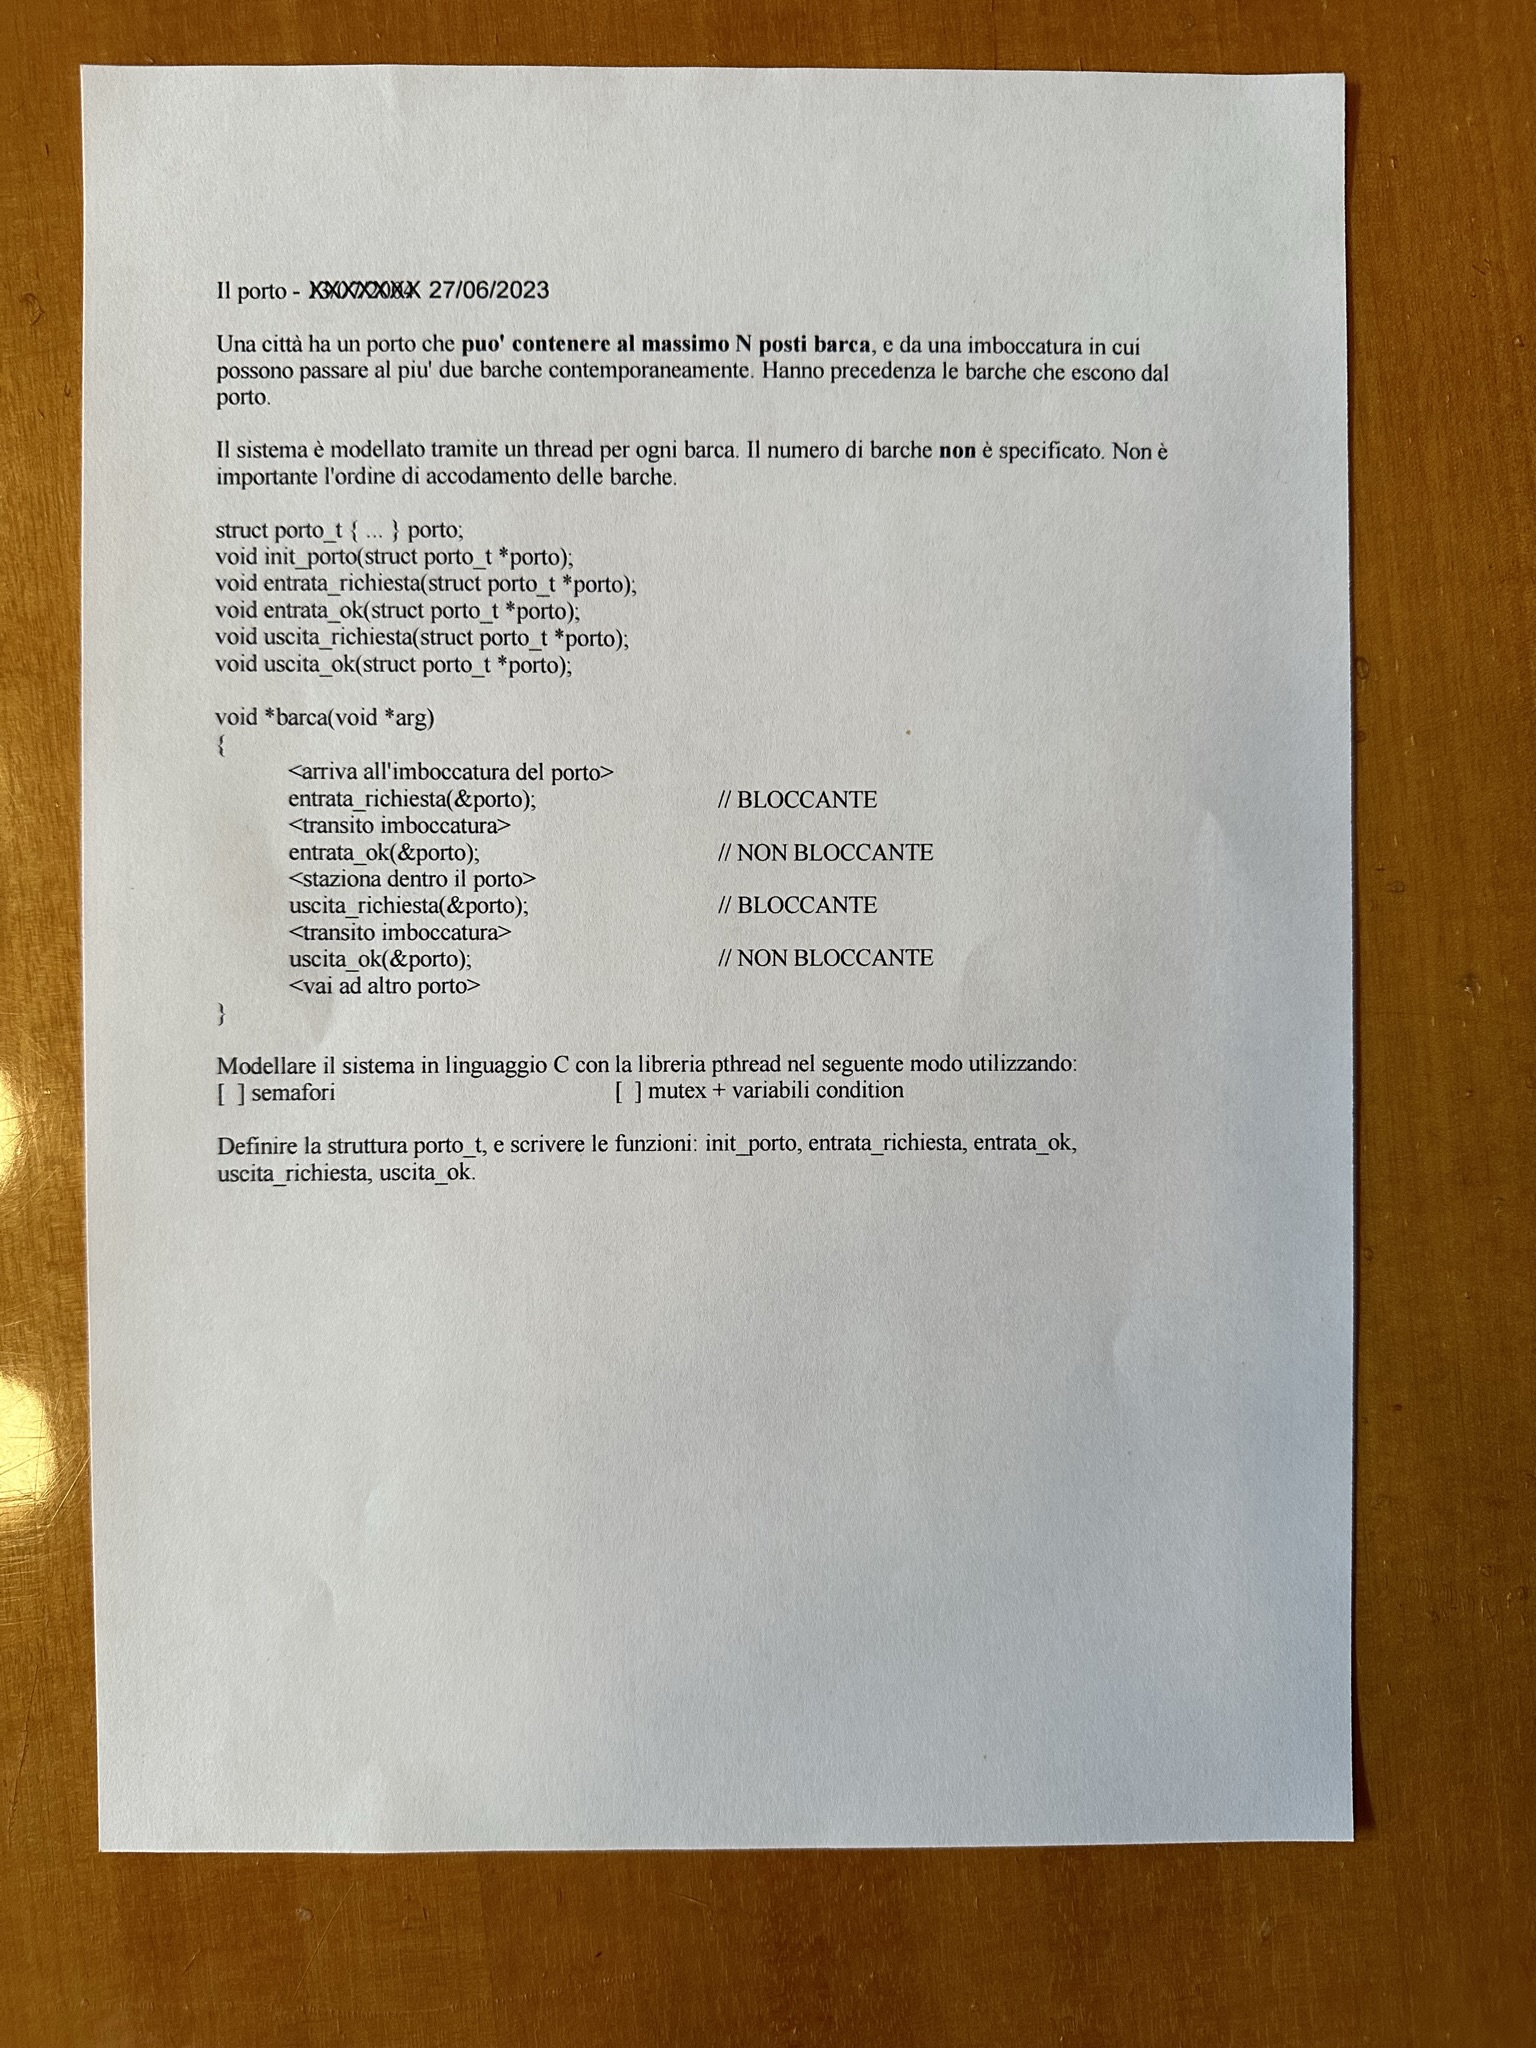 Il porto - 27/06/2023
Una città ha un porto che puo' contenere al massimo N posti barca, e da una imboccatura in cui
possono passare al piu' due barche contemporaneamente. Hanno precedenza le barche che escono dal
porto.
Il sistema è modellato tramite un thread per ogni barca. Il numero di barche non è specificato. Non è
importante l'ordine di accodamento delle barche.
struct porto_t { ... } porto;
void init_porto(struct porto_t *porto);
void entrata_richiesta(struct porto_t *porto);
void entrata_ok(struct porto_t *porto);
void uscita_richiesta(struct porto_t *porto);
void uscita_ok(struct porto_t *porto);
void *barca(void *arg)
{
<arriva all'imboccatura del porto>
entrata_richiesta(&porto); // BLOCCANTE
<transito imboccatura>
entrata_ok(&porto); // NON BLOCCANTE
<staziona dentro il porto>
uscita_richiesta(&porto); // BLOCCANTE
<transito imboccatura>
uscita_ok(&porto); // NON BLOCCANTE
<vai ad altro porto>
}
Modellare il sistema in linguaggio C con la libreria pthread nel seguente modo utilizzando:
[ ] semafori [ ] mutex + variabili condition
Definire la struttura porto_t, e scrivere le funzioni: init_porto, entrata_richiesta, entrata_ok,
uscita_richiesta, uscita_ok.